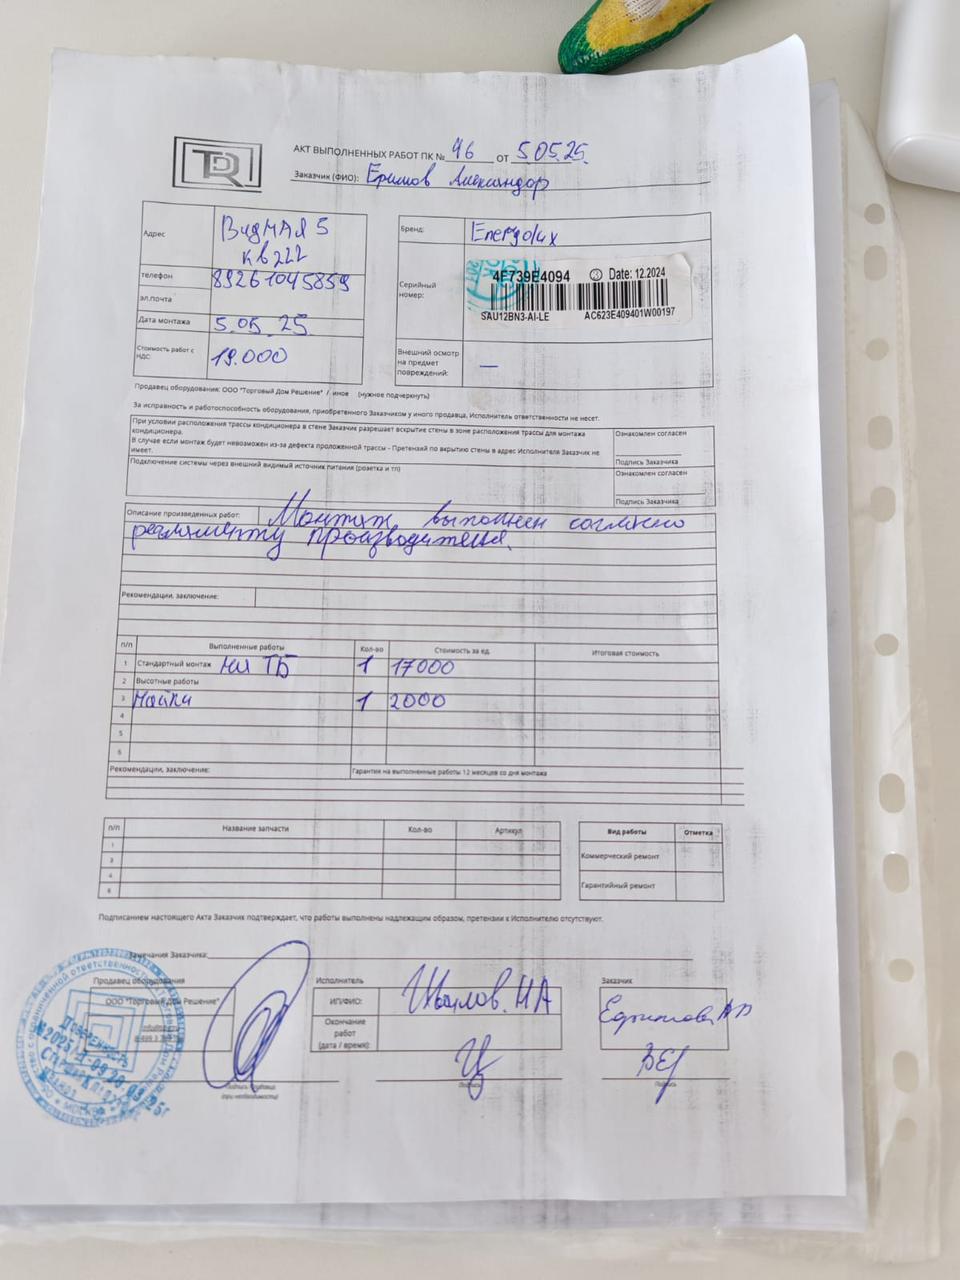 TDR
АКТ ВЫПОЛНЕННЫХ РАБОТ ПК № 46 от 5.05.25.
Заказчик (ФИО): Ефимов Александр
Адрес
Видная 5
кв 222
телефон
89261045859
эл.почта
Дата монтажа
5.05.25
Стоимость работ с НДС:
19.000
Бренд:
Energolux
Серийный номер:
4F739E4094 Date: 12.2024
SAU12BN3-AI-LE AC623E409401W00197
Внешний осмотр на предмет повреждений:
—
Продавец оборудования: ООО "Торговый Дом Решение" / иное (нужное подчеркнуть)
За исправность и работоспособность оборудования, приобретенного Заказчиком у иного продавца, Исполнитель ответственности не несет.
При условии расположения трассы кондиционера в стене Заказчик разрешает вскрытие стены в зоне расположения трассы для монтажа
кондиционера.
В случае если монтаж будет невозможен из-за дефекта проложенной трассы - Претензий по вскрытию стены в адрес Исполнителя Заказчик не
имеет.
Ознакомлен согласен
Подпись Заказчика
Подключение системы через внешний видимый источник питания (розетка и тп)
Ознакомлен согласен
Подпись Заказчика
Описание произведенных работ: Монтаж выполнен согласно
регламенту производителя.
Рекомендации, заключение:
п/п Выполненные работы Кол-во Стоимость за ед. Итоговая стоимость
1 Стандартный монтаж 1 17000
2 Высотные работы
3 1 2000
4
5
6
Рекомендации, заключение: Гарантия на выполненные работы 12 месяцев со дня монтажа
п/п Название запчасти Кол-во Артикул
1
Вид работы Отметка
Коммерческий ремонт
Гарантийный ремонт
Подписанием настоящего Акта Заказчик подтверждает, что работы выполнены надлежащим образом, претензии к Исполнителю отсутствуют.
Замечания Заказчика:
Продавец оборудования
ООО "Торговый Дом Решение"
Исполнитель
ИП/ФИО:
Окончание работ (дата / время):
Подпись
Заказчик
Подпись
(при необходимости)